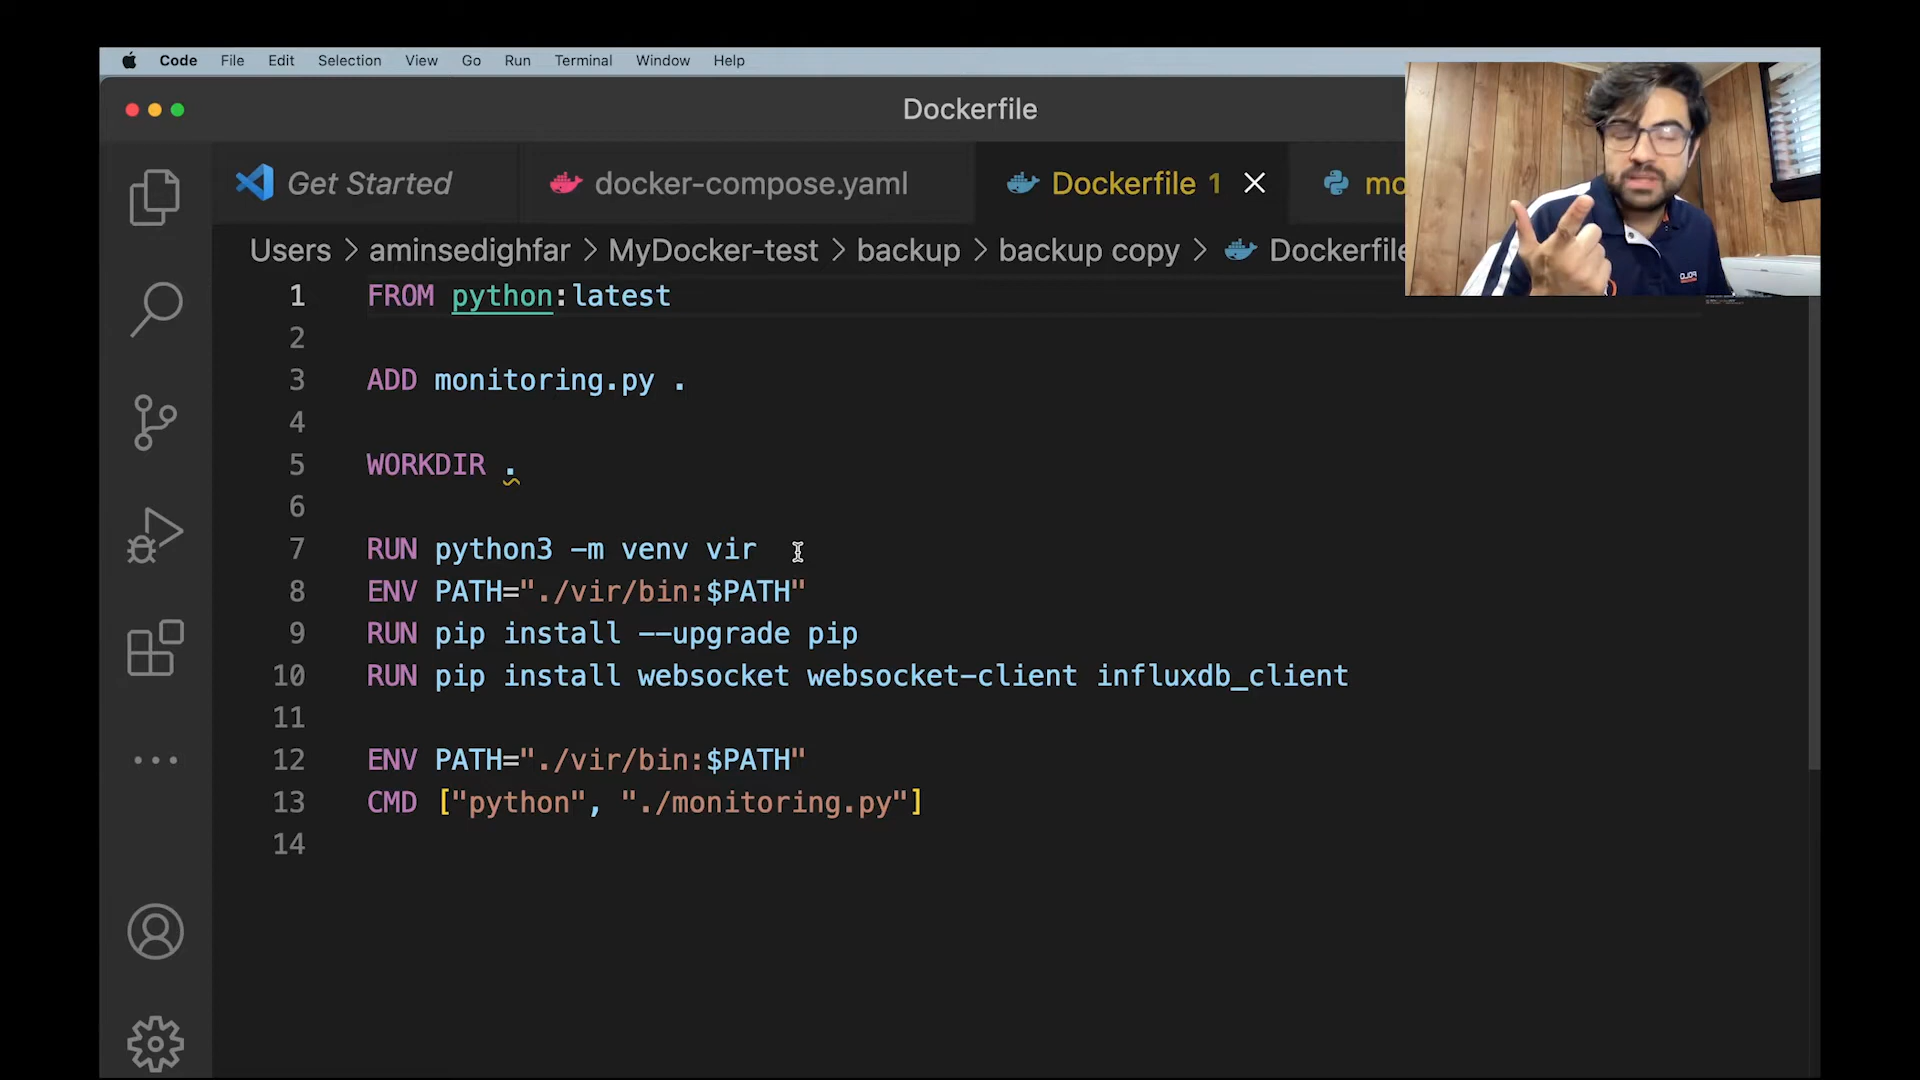 Code File Edit Selection View Go Run Terminal Window Help
Dockerfile
Get Started docker-compose.yaml Dockerfile 1 mo
Users > aminsedighfar > MyDocker-test > backup > backup copy > Dockerfile
1 FROM python:latest
2
3 ADD monitoring.py .
4
5 WORKDIR .
6
7 RUN python3 -m venv vir
8 ENV PATH="./vir/bin:$PATH"
9 RUN pip install --upgrade pip
10 RUN pip install websocket websocket-client influxdb_client
11
12 ENV PATH="./vir/bin:$PATH"
13 CMD ["python", "./monitoring.py"]
14